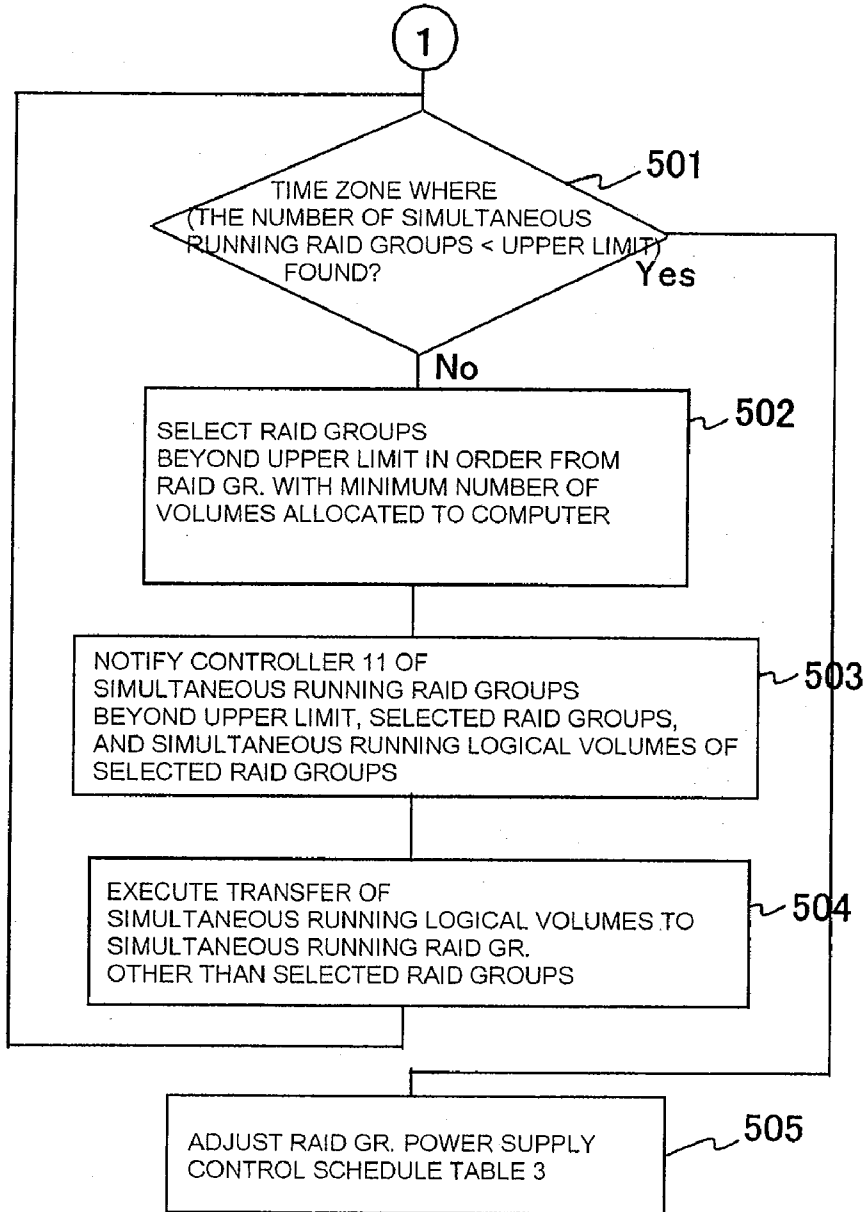 1
501
TIME ZONE WHERE
(THE NUMBER OF SIMULTANEOUS
RUNNING RAID GROUPS < UPPER LIMIT)
FOUND?
Yes
No
502
SELECT RAID GROUPS
BEYOND UPPER LIMIT IN ORDER FROM
RAID GR. WITH MINIMUM NUMBER OF
VOLUMES ALLOCATED TO COMPUTER
503
NOTIFY CONTROLLER 11 OF
SIMULTANEOUS RUNNING RAID GROUPS
BEYOND UPPER LIMIT, SELECTED RAID GROUPS,
AND SIMULTANEOUS RUNNING LOGICAL VOLUMES OF
SELECTED RAID GROUPS
504
EXECUTE TRANSFER OF
SIMULTANEOUS RUNNING LOGICAL VOLUMES TO
SIMULTANEOUS RUNNING RAID GR.
OTHER THAN SELECTED RAID GROUPS
505
ADJUST RAID GR. POWER SUPPLY
CONTROL SCHEDULE TABLE 3